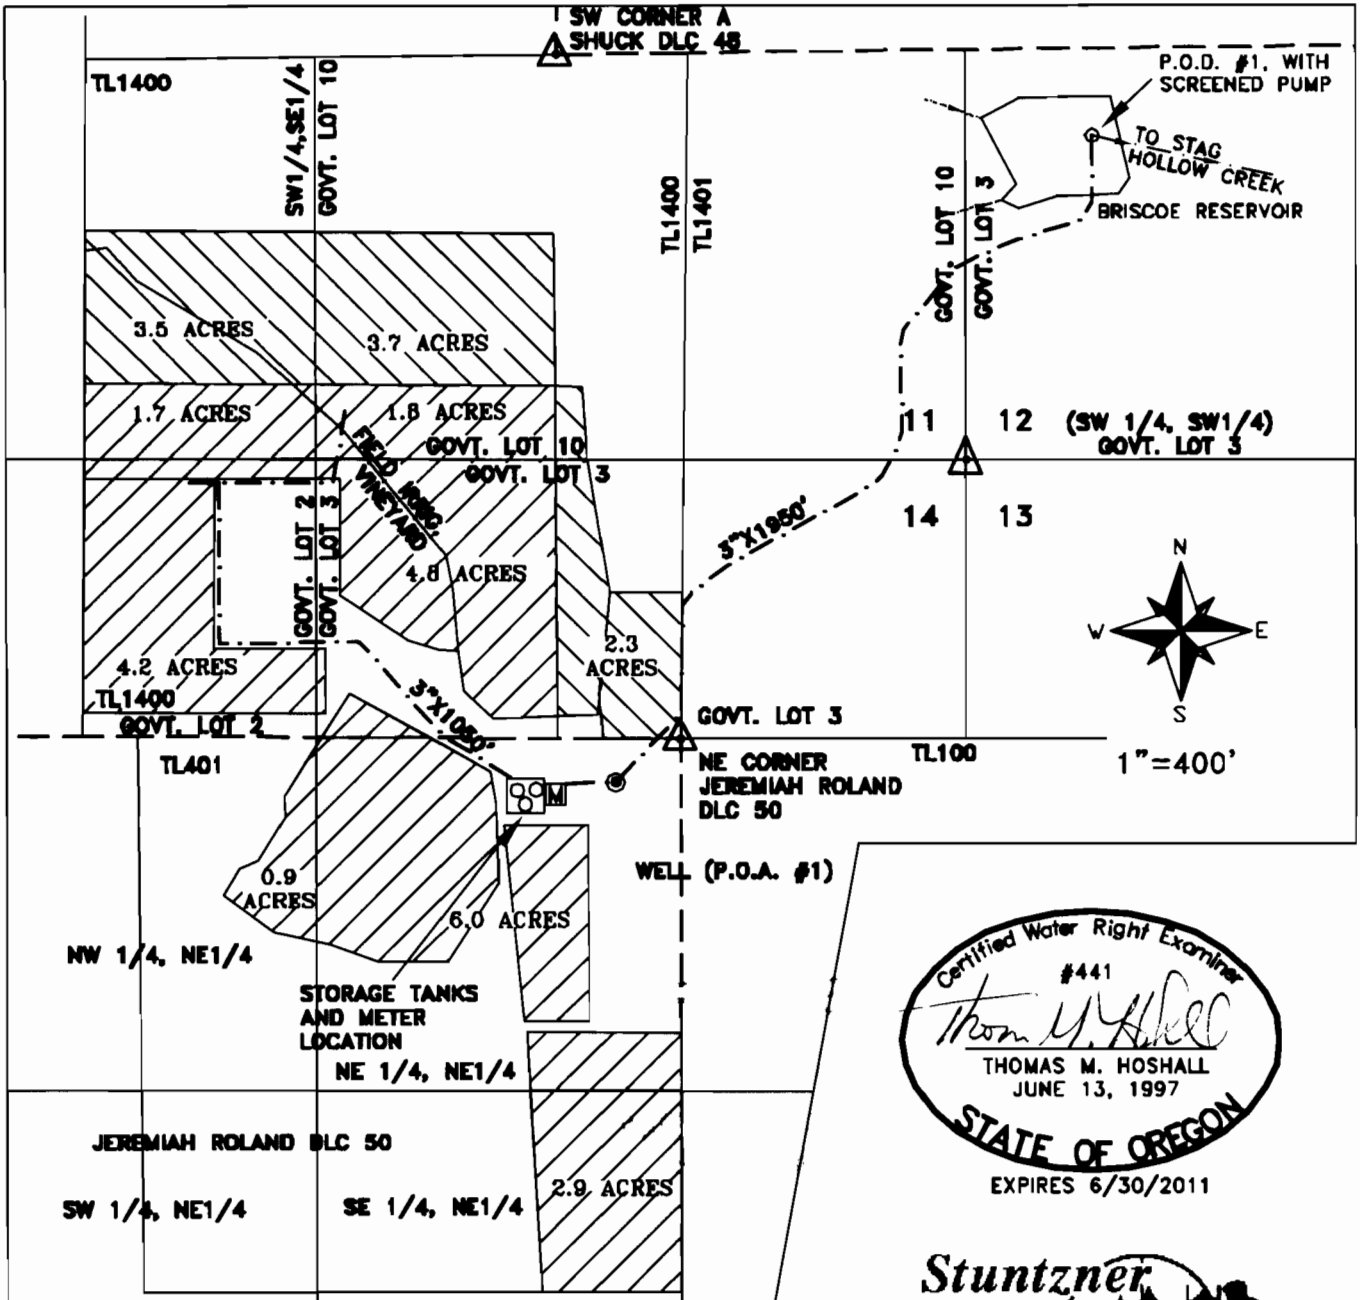 SW CORNER A
SHUCK DLC 45
P.O.D. #1, WITH
SCREENED PUMP
TL1400
SW1/4,SE1/4
GOVT. LOT 10
TO STAG
HOLLOW CREEK
BRISCOE RESERVOIR
TL1400
TL1401
GOVT. LOT 10
GOVT. LOT 3
3.5 ACRES
3.7 ACRES
1.7 ACRES
1.8 ACRES
11
12
(SW 1/4, SW1/4)
GOVT. LOT 3
GOVT. LOT 10
GOVT. LOT 3
FIELD
VINEYARD
GOVT. LOT 2
GOVT. LOT 3
14
13
3"X1950'
4.8 ACRES
N
W
E
S
4.2 ACRES
2.3
ACRES
TL1400
GOVT. LOT 2
3"X1050'
GOVT. LOT 3
TL401
NE CORNER
JEREMIAH ROLAND
DLC 50
TL100
1"=400'
M
WELL (P.O.A. #1)
0.9
ACRES
6.0 ACRES
NW 1/4, NE1/4
STORAGE TANKS
AND METER
LOCATION
NE 1/4, NE1/4
Certified Water Right Examiner
#441
THOMAS M. HOSHALL
JUNE 13, 1997
STATE OF OREGON
EXPIRES 6/30/2011
JEREMIAH ROLAND DLC 50
2.9 ACRES
SW 1/4, NE1/4
SE 1/4, NE1/4
Stuntzner